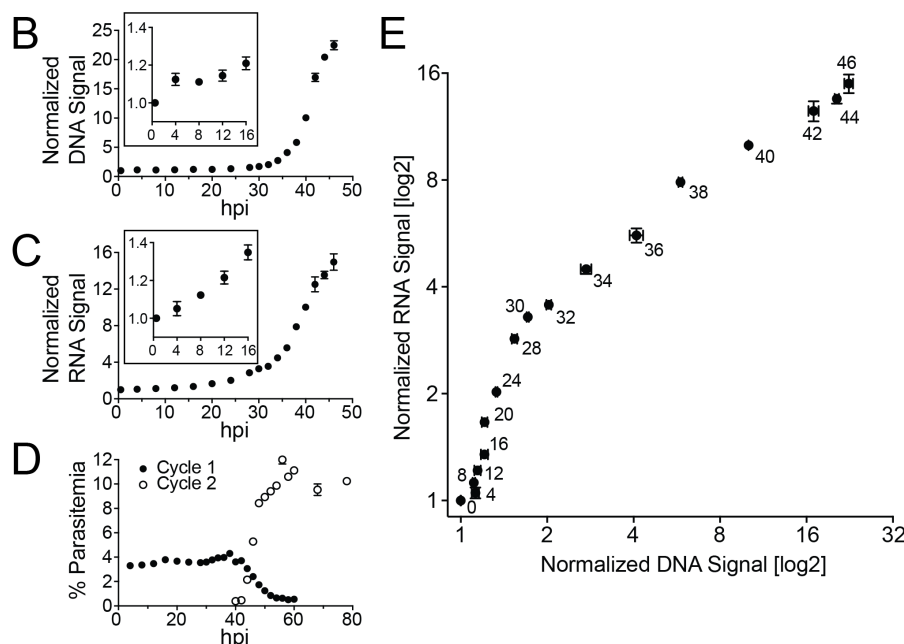 B
Normalized
DNA Signal
25
20
15
10
5
0
0 10 20 30 40 50
hpi
1.4
1.2
1.0
0 4 8 12 16
C
Normalized
RNA Signal
16
12
8
4
0
0 10 20 30 40 50
hpi
1.4
1.2
1.0
0 4 8 12 16
D
% Parasitemia
12
10
8
6
4
2
0
0 20 40 60 80
hpi
Cycle 1
Cycle 2
E
Normalized RNA Signal [log2]
16
8
4
2
1
1 2 4 8 16 32
Normalized DNA Signal [log2]
46
44
42
40
38
36
34
32
30
28
24
20
16
12
8
4
0